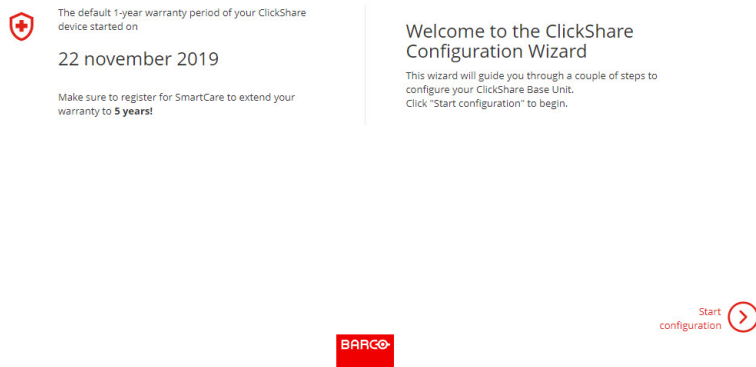 The default 1-year warranty period of your ClickShare
device started on
22 november 2019
Make sure to register for SmartCare to extend your
warranty to 5 years!
Welcome to the ClickShare
Configuration Wizard
This wizard will guide you through a couple of steps to
configure your ClickShare Base Unit.
Click "Start configuration" to begin.
Start
configuration
BARCO